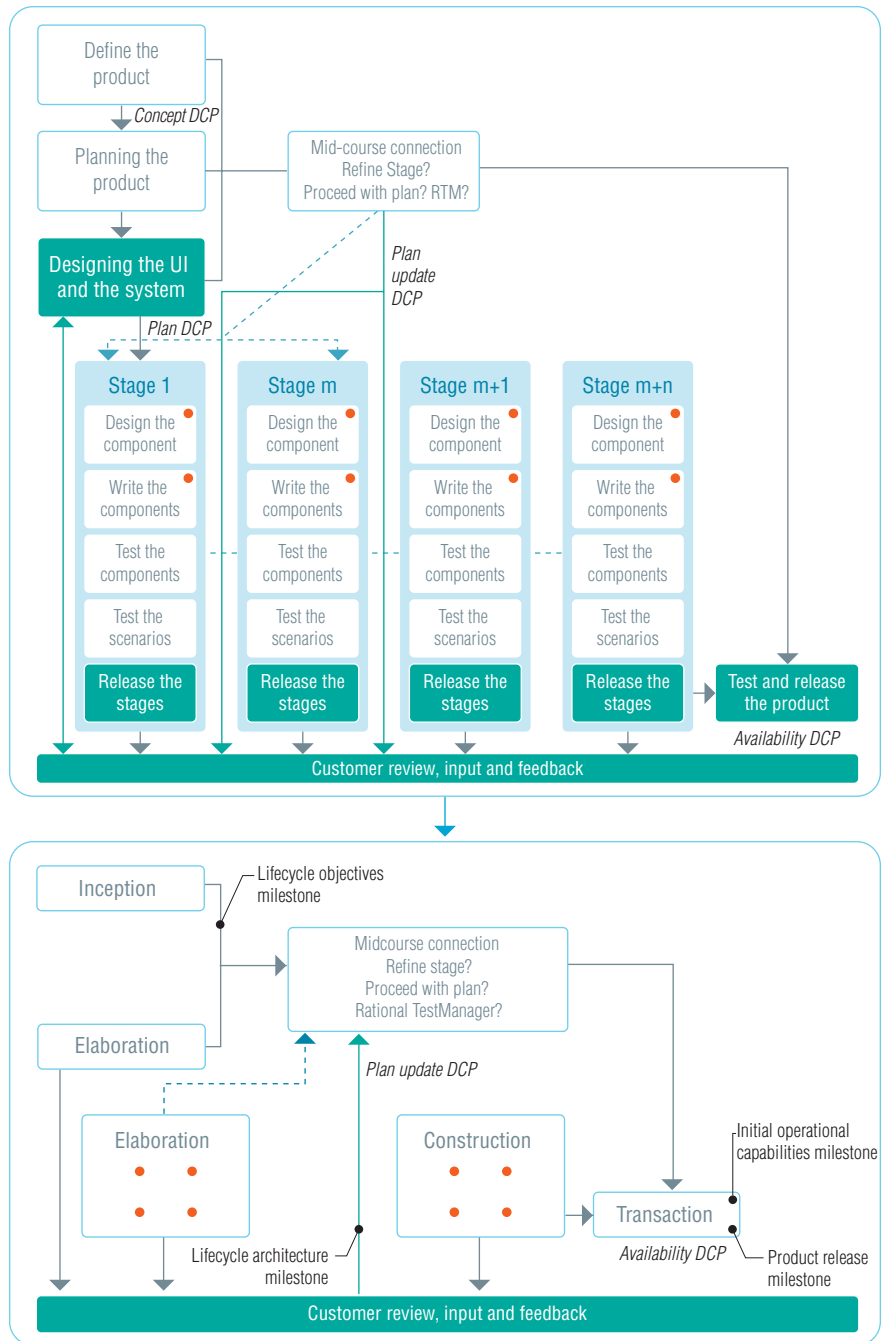 Define the
product
Concept DCP
Planning the
product
Mid-course connection
Refine Stage?
Proceed with plan? RTM?
Designing the UI
and the system
Plan
update
DCP
Plan DCP
Stage 1
Design the
component
Write the
components
Test the
components
Test the
scenarios
Release the
stages
Stage m
Design the
component
Write the
components
Test the
components
Test the
scenarios
Release the
stages
Stage m+1
Design the
component
Write the
components
Test the
components
Test the
scenarios
Release the
stages
Stage m+n
Design the
component
Write the
components
Test the
components
Test the
scenarios
Release the
stages
Test and release
the product
Availability DCP
Customer review, input and feedback
Inception
Lifecycle objectives
milestone
Midcourse connection
Refine stage?
Proceed with plan?
Rational TestManager?
Elaboration
Plan update DCP
Elaboration
Construction
Initial operational
capabilities milestone
Transaction
Lifecycle architecture
milestone
Availability DCP
Product release
milestone
Customer review, input and feedback